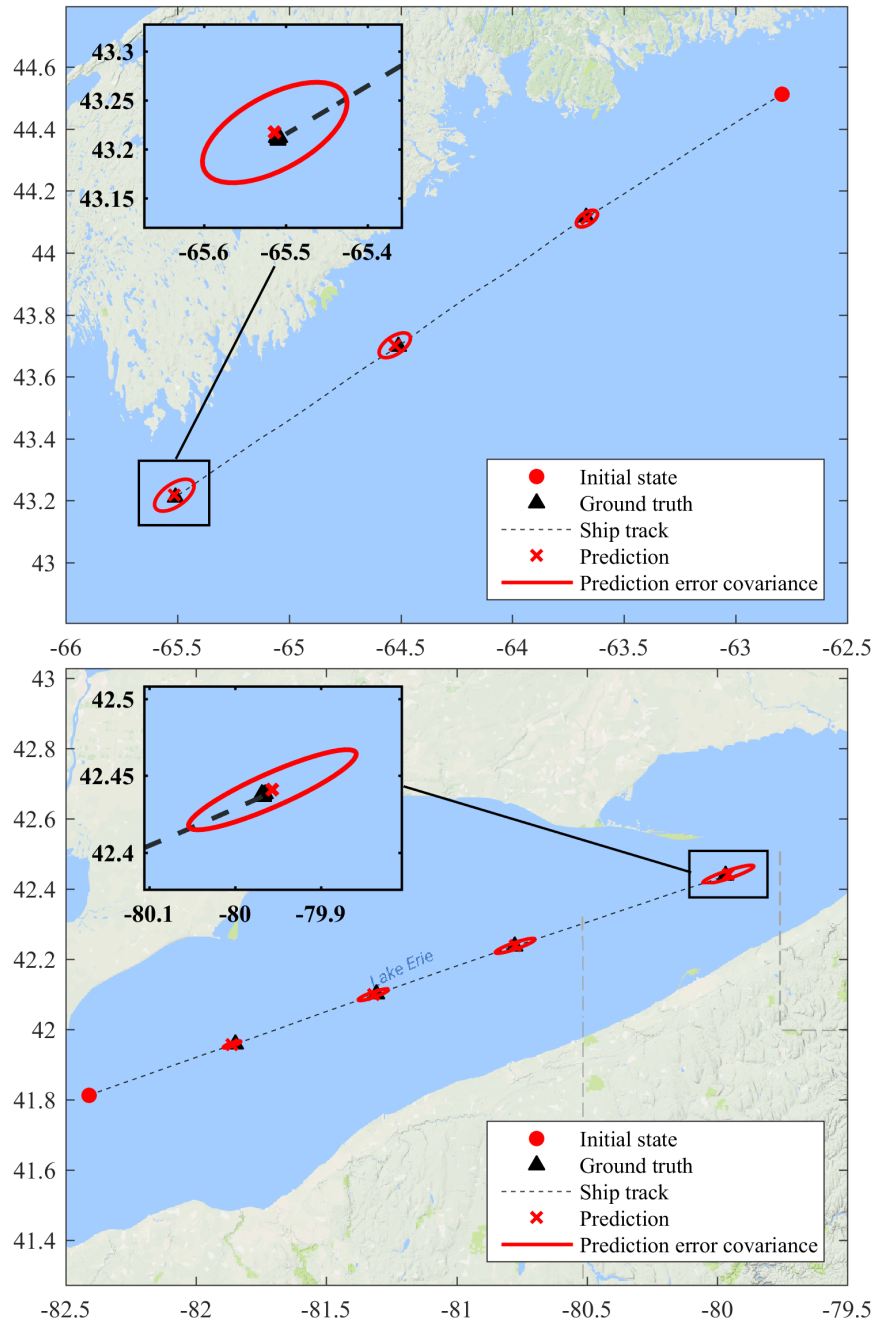 43.3
43.25
43.2
43.15
-65.6 -65.5 -65.4
44.6
44.4
44.2
44
43.8
43.6
43.4
43.2
43
Initial state
Ground truth
Ship track
Prediction
Prediction error covariance
-66 -65.5 -65 -64.5 -64 -63.5 -63 -62.5
42.5
42.45
42.4
-80.1 -80 -79.9
43
42.8
42.6
42.4
42.2
42
41.8
41.6
41.4
Lake Erie
Initial state
Ground truth
Ship track
Prediction
Prediction error covariance
-82.5 -82 -81.5 -81 -80.5 -80 -79.5